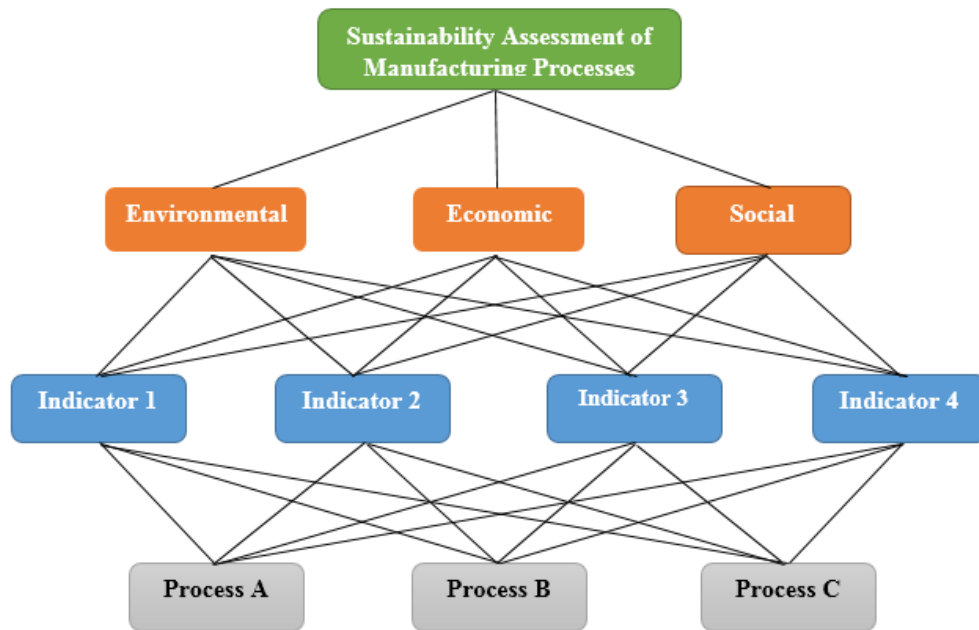 Sustainability Assessment of
Manufacturing Processes
Environmental
Economic
Social
Indicator 1
Indicator 2
Indicator 3
Indicator 4
Process A
Process B
Process C